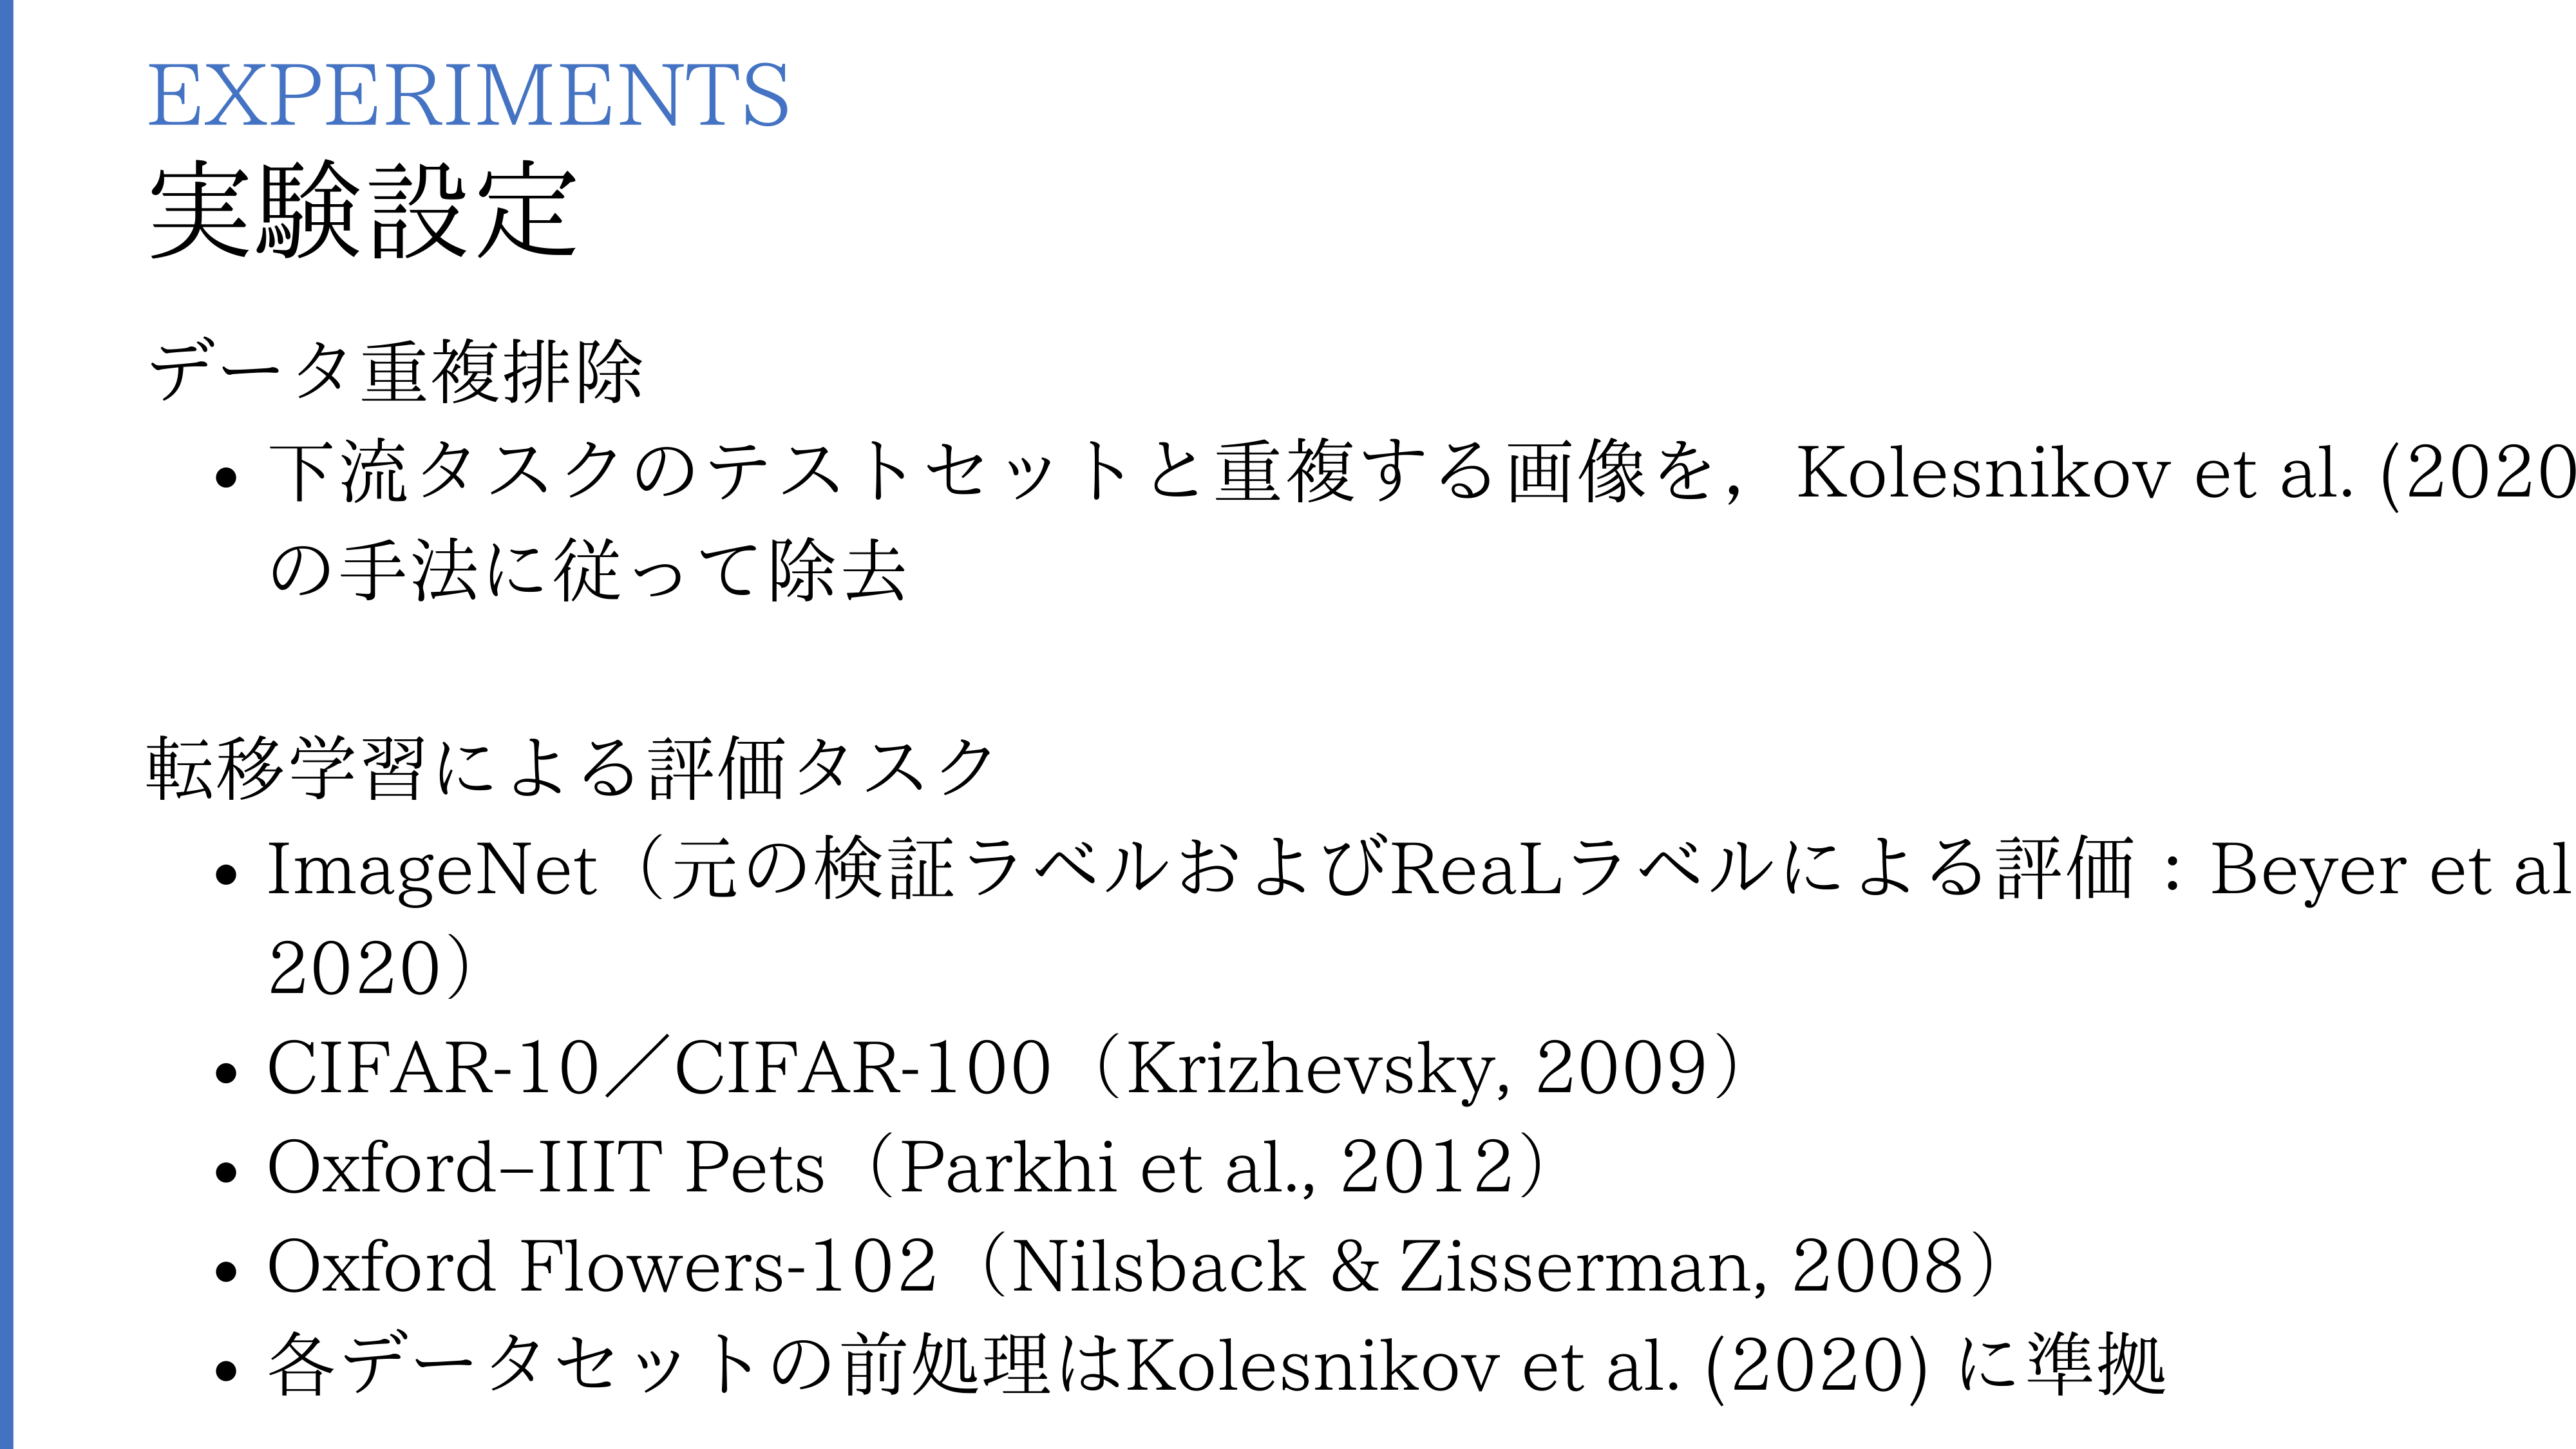 EXPERIMENTS
実験設定
データ重複排除
• 下流タスクのテストセットと重複する画像を，Kolesnikov et al. (2020
の手法に従って除去
転移学習による評価タスク
• ImageNet（元の検証ラベルおよびReaLラベルによる評価：Beyer et al
2020）
• CIFAR-10／CIFAR-100（Krizhevsky, 2009）
• Oxford–IIIT Pets（Parkhi et al., 2012）
• Oxford Flowers-102（Nilsback & Zisserman, 2008）
• 各データセットの前処理はKolesnikov et al. (2020) に準拠